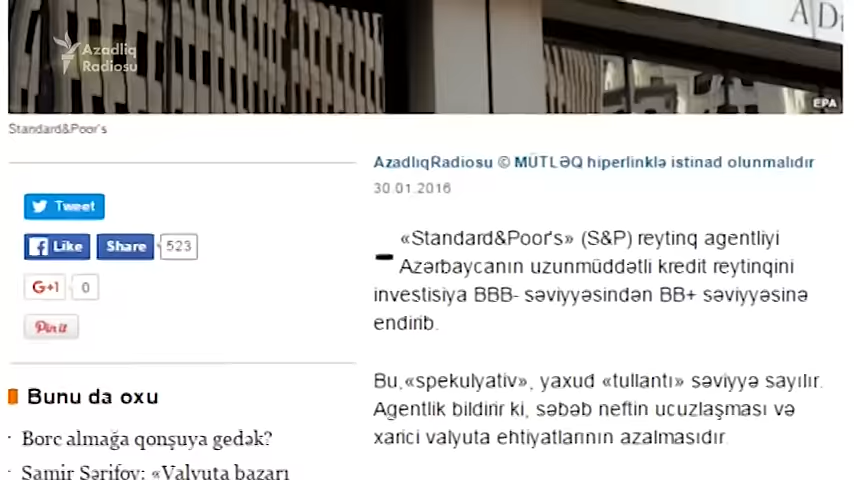 Azadlıq
Radiosu
EPA
Standard&Poor's
AzadlıqRadiosu © MÜTLƏQ hiperlinklə istinad olunmalıdır
30.01.2016
Tweet
Like Share 523
G+1 0
Pin it
- «Standard&Poor's» (S&P) reytinq agentliyi
Azərbaycanın uzunmüddətli kredit reytinqini
investisiya BBB- səviyyəsindən BB+ səviyyəsinə
endirib.
Bu,«spekulyativ», yaxud «tullantı» səviyyə sayılır.
Agentlik bildirir ki, səbəb neftin ucuzlaşması və
xarici valyuta ehtiyatlarının azalmasıdır.
Bunu da oxu
· Borc almağa qonşuya gedək?
· Samir Şərifov: «Valyuta bazarı